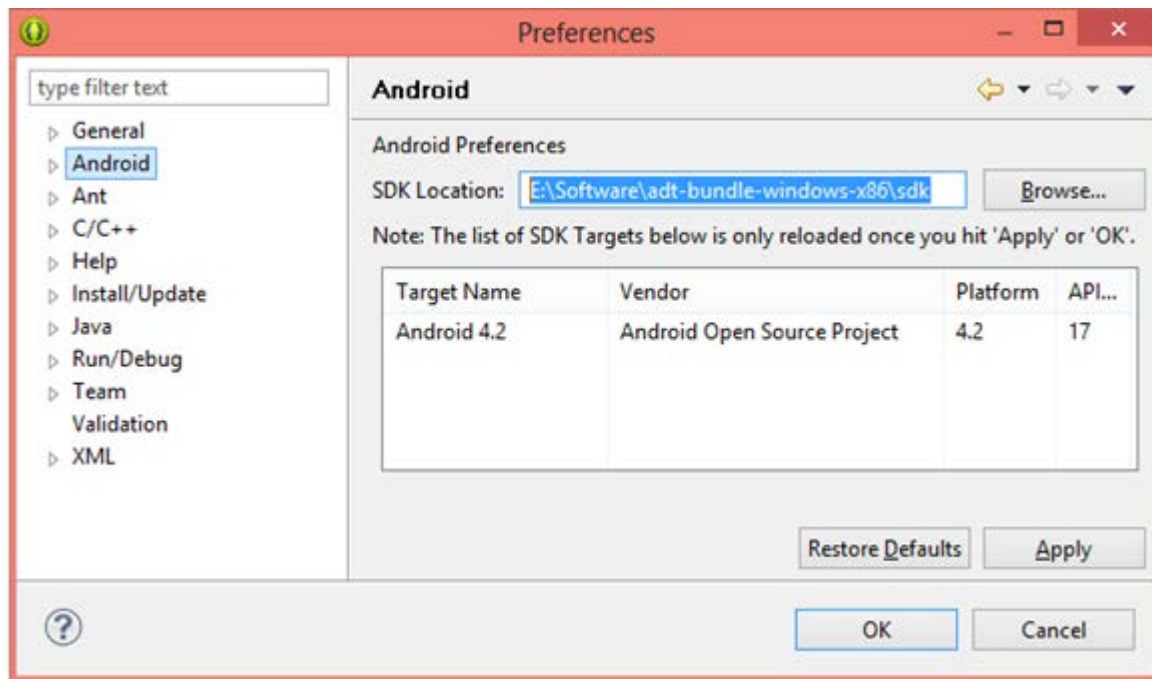 Preferences
type filter text
General
Android
Ant
C/C++
Help
Install/Update
Java
Run/Debug
Team
Validation
XML
Android
Android Preferences
SDK Location: E:\Software\adt-bundle-windows-x86\sdk Browse...
Note: The list of SDK Targets below is only reloaded once you hit 'Apply' or 'OK'.
Target Name Vendor Platform API...
Android 4.2 Android Open Source Project 4.2 17
Restore Defaults Apply
OK Cancel